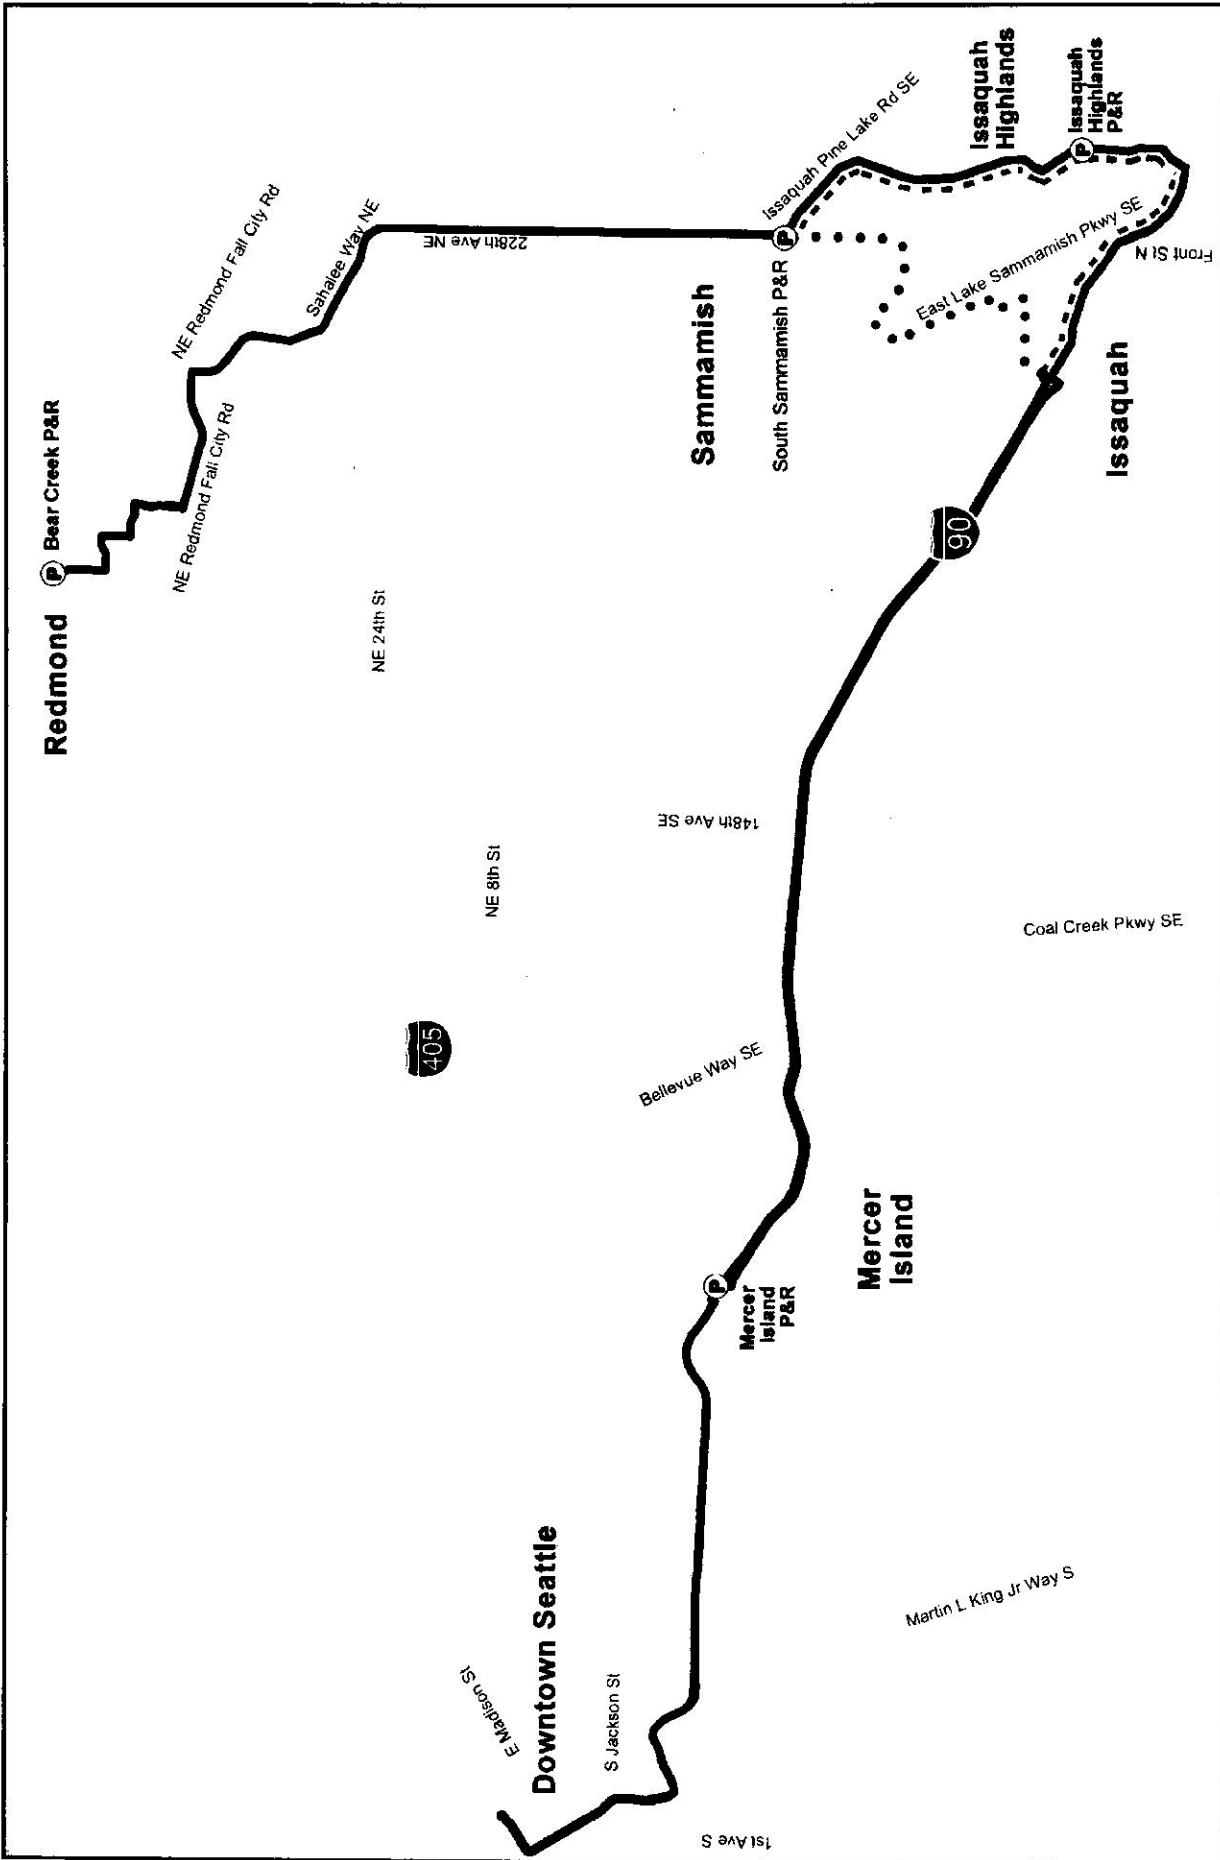 Redmond
P
Bear Creek P&R
NE Redmond Fall City Rd
NE Redmond Fall City Rd
Sahalee Way NE
228th Ave NE
NE 24th St
NE 8th St
405
Sammamish
South Sammamish P&R
P
Issaquah Pine Lake Rd SE
Issaquah
Highlands
Issaquah
Highlands
P&R
P
East Lake Sammamish Pkwy SE
Front St N
Issaquah
90
148th Ave SE
Coal Creek Pkwy SE
Bellevue Way SE
Mercer
Island
P
Mercer
Island
P&R
Downtown Seattle
E Madison St
S Jackson St
1st Ave S
Martin L King Jr Way S